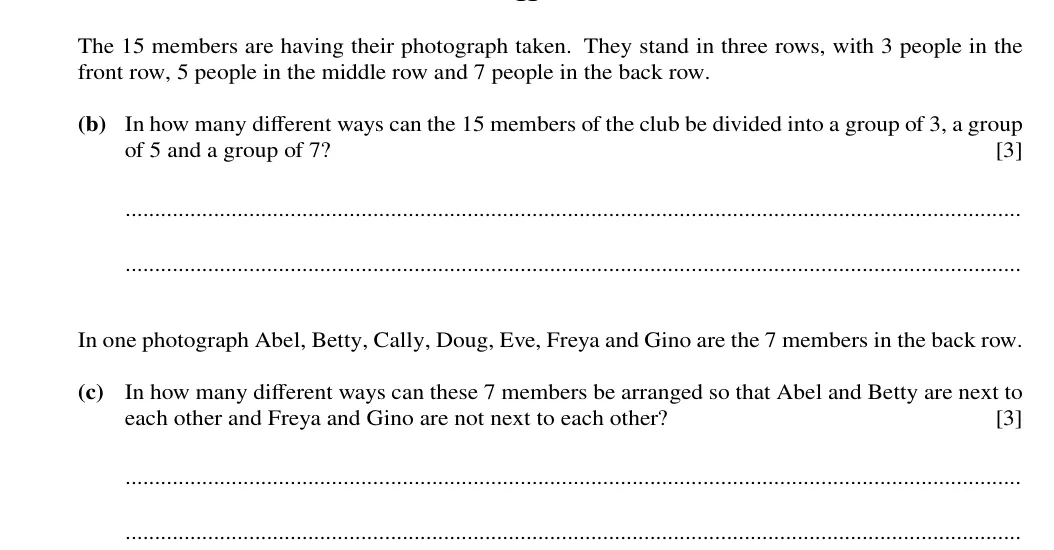 The 15 members are having their photograph taken. They stand in three rows, with 3 people in the
front row, 5 people in the middle row and 7 people in the back row.
(b) In how many different ways can the 15 members of the club be divided into a group of 3, a group
of 5 and a group of 7? [3]
................................................................................................................................................................
................................................................................................................................................................
In one photograph Abel, Betty, Cally, Doug, Eve, Freya and Gino are the 7 members in the back row.
(c) In how many different ways can these 7 members be arranged so that Abel and Betty are next to
each other and Freya and Gino are not next to each other? [3]
................................................................................................................................................................
................................................................................................................................................................